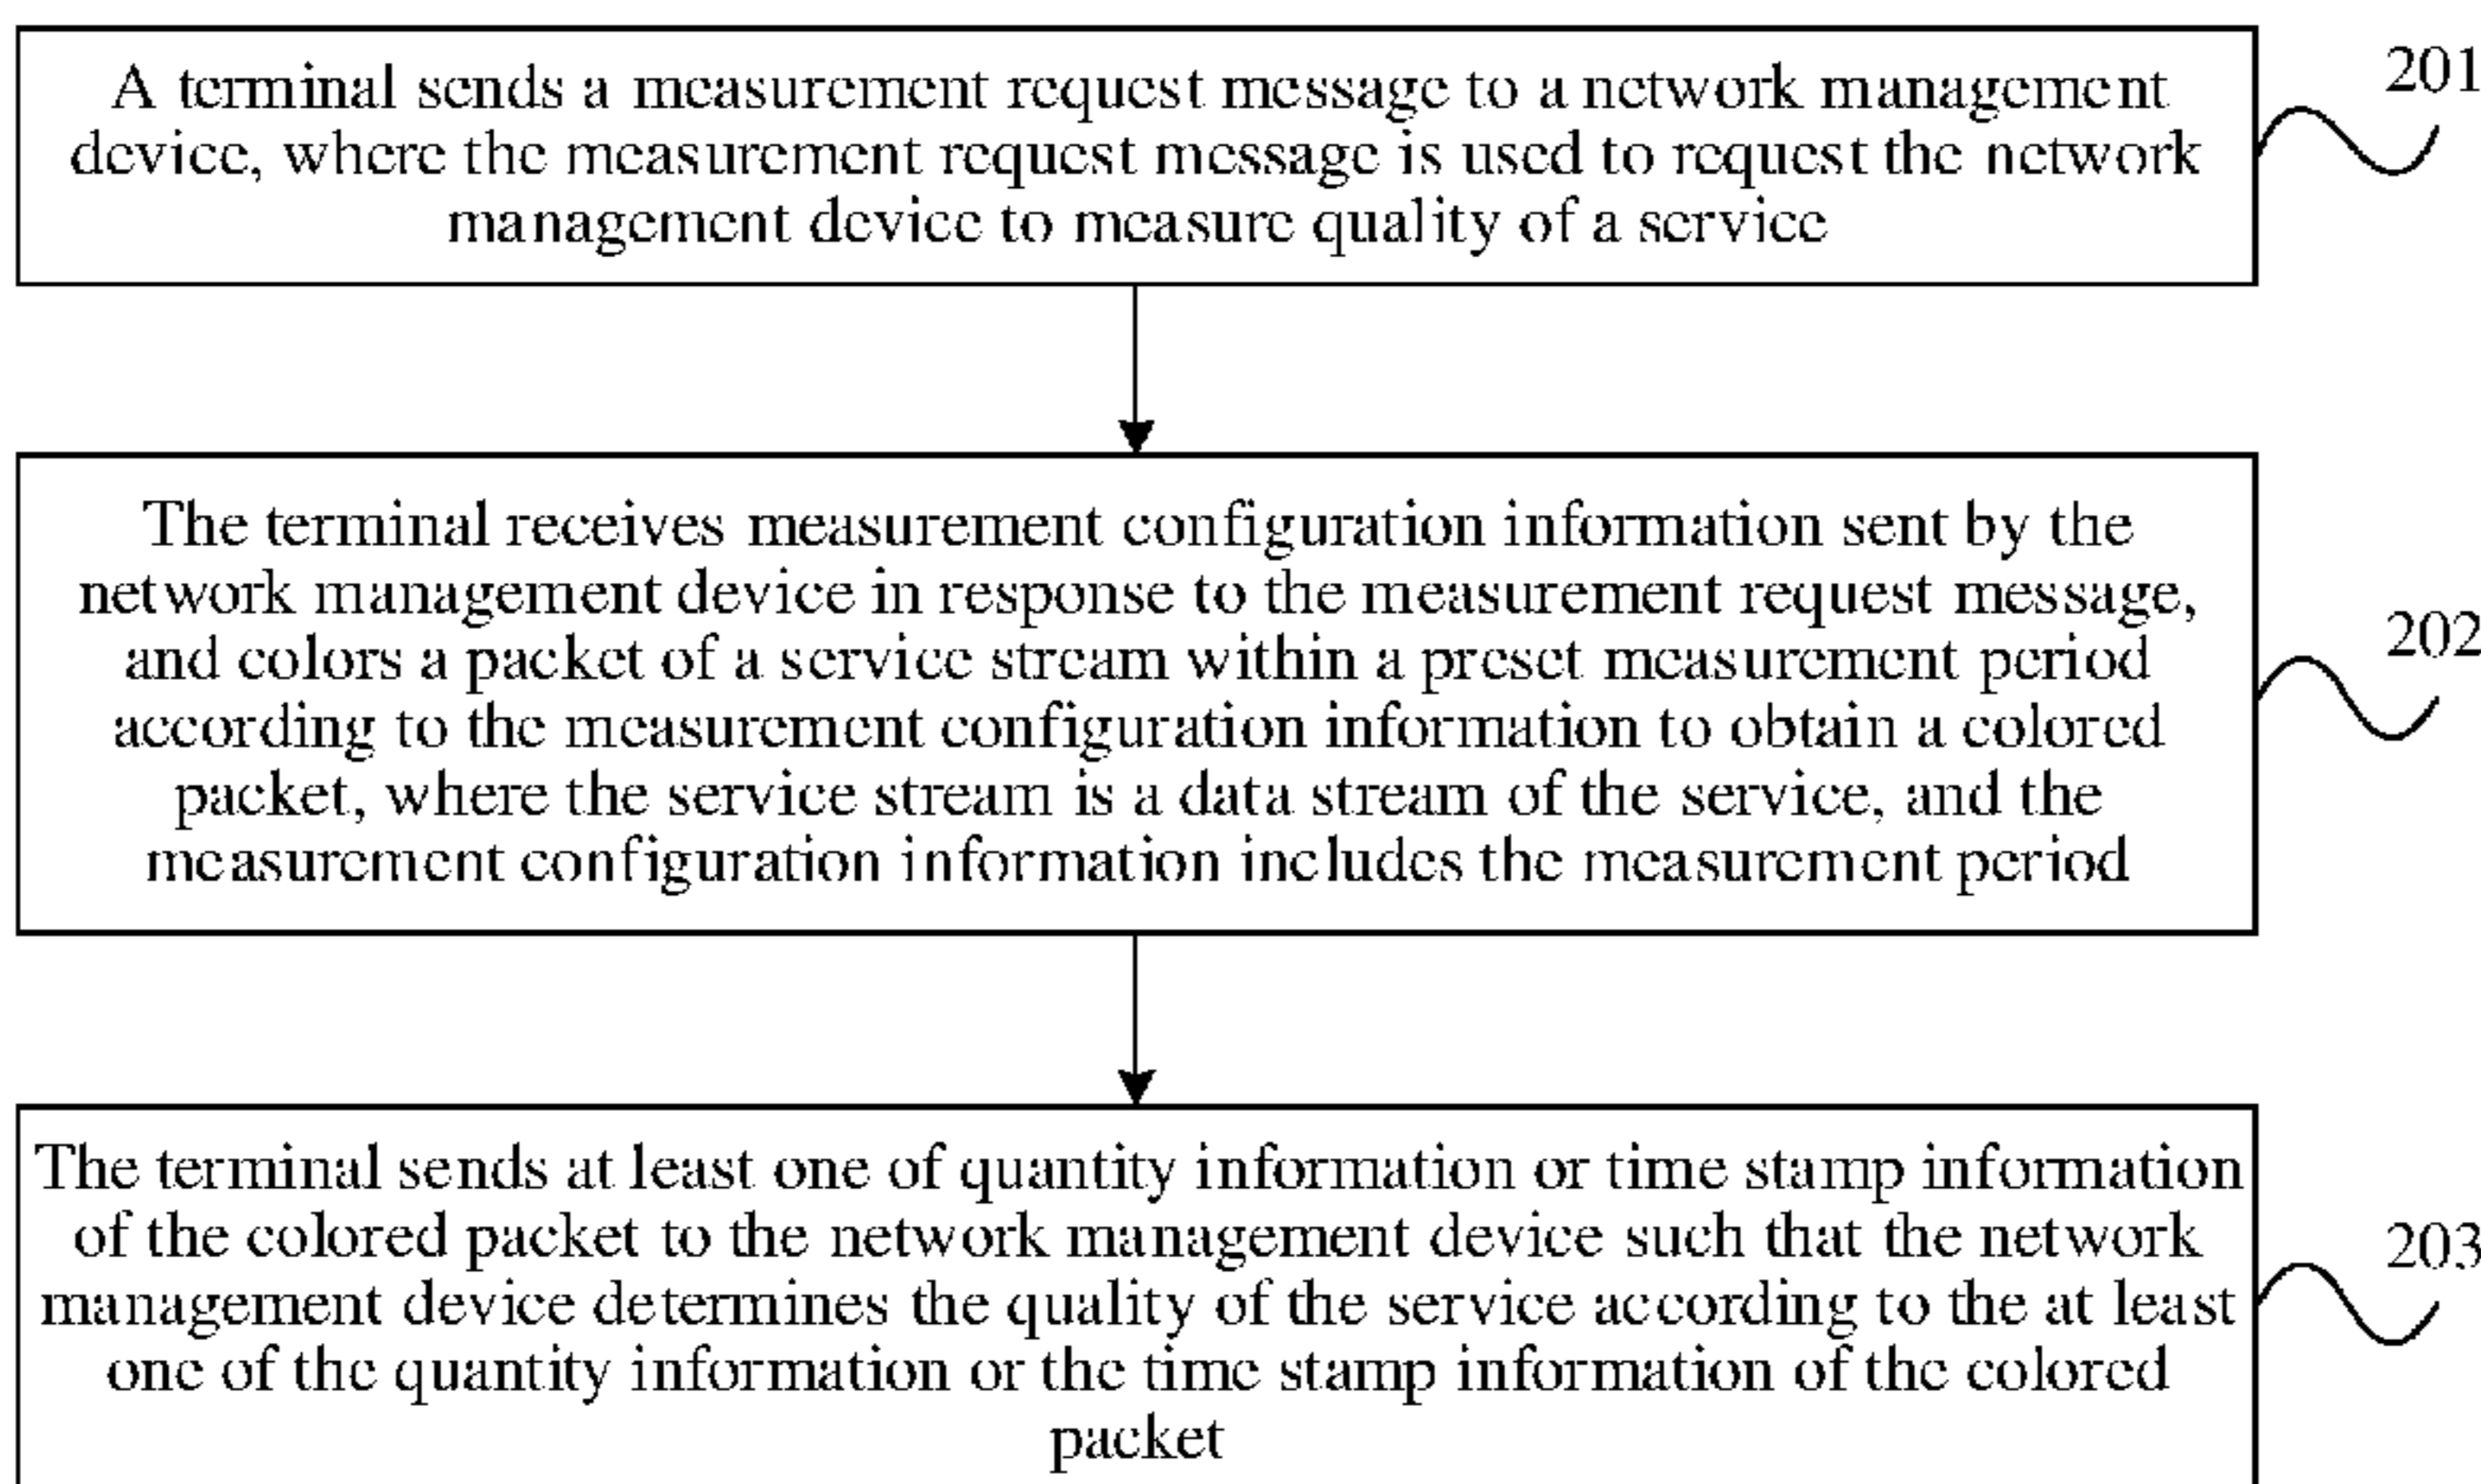 A terminal sends a measurement request message to a network management
device, where the measurement request message is used to request the network
management device to measure quality of a service
201
The terminal receives measurement configuration information sent by the
network management device in response to the measurement request message,
and colors a packet of a service stream within a preset measurement period
according to the measurement configuration information to obtain a colored
packet, where the service stream is a data stream of the service, and the
measurement configuration information includes the measurement period
202
The terminal sends at least one of quantity information or time stamp information
of the colored packet to the network management device such that the network
management device determines the quality of the service according to the at least
one of the quantity information or the time stamp information of the colored
packet
203